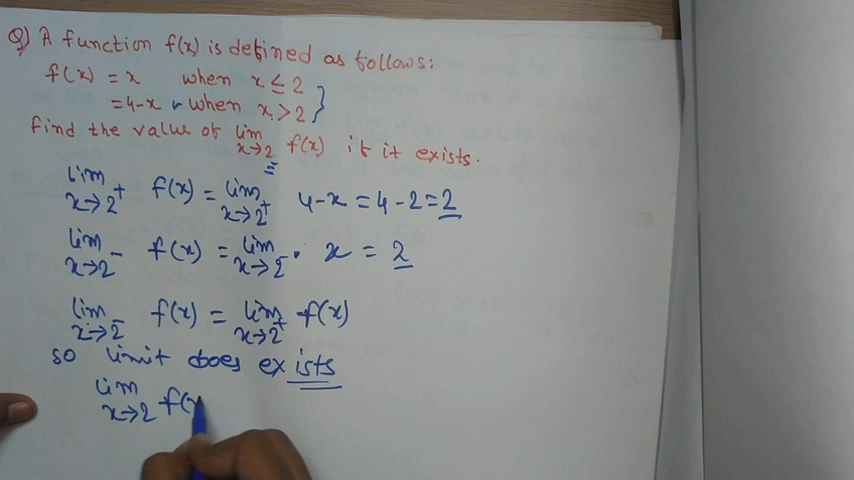 Q) A function f(x) is defined as follows:
f(x) = x when x ≤ 2
= 4-x when x > 2 }
Find the value of lim x→2 f(x) if it exists.
lim x→2⁺ f(x) = lim x→2⁺ 4-x = 4-2 = 2
lim x→2⁻ f(x) = lim x→2⁻ x = 2
lim x→2⁻ f(x) = lim x→2⁺ f(x)
so limit does exists
lim x→2 f(x